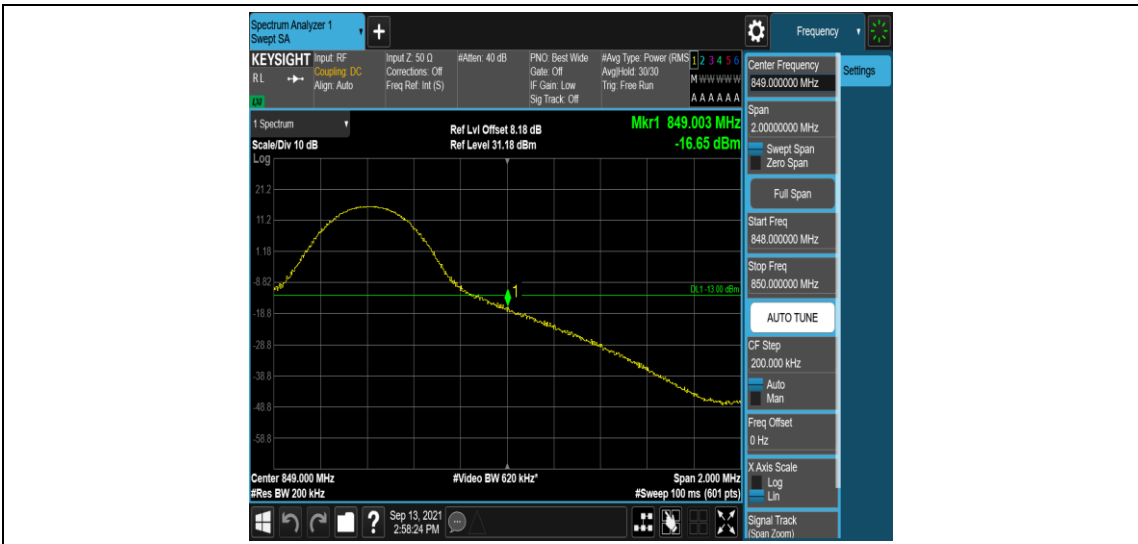 Spectrum Analyzer 1
Swept SA
+
Frequency
KEYSIGHT
RL
LXI
Input: RF
Coupling: DC
Align: Auto
Input Z: 50 Ω
Corrections: Off
Freq Ref: Int (S)
#Atten: 40 dB
PNO: Best Wide
Gate: Off
IF Gain: Low
Sig Track: Off
#Avg Type: Power (RMS
Avg|Hold: 30/30
Trig: Free Run
1 2 3 4 5 6
M W W W W W
A A A A A A
Center Frequency
849.000000 MHz
Settings
Span
2.00000000 MHz
Swept Span
Zero Span
Full Span
Start Freq
848.000000 MHz
Stop Freq
850.000000 MHz
AUTO TUNE
CF Step
200.000 kHz
Auto
Man
Freq Offset
0 Hz
X Axis Scale
Log
Lin
Signal Track
(Span Zoom)
1 Spectrum
Scale/Div 10 dB
Ref Lvl Offset 8.18 dB
Ref Level 31.18 dBm
Mkr1 849.003 MHz
-16.65 dBm
Log
21.2
11.2
1.18
-8.82
-18.8
-28.8
-38.8
-48.8
-58.8
1
DL1 -13.00 dBm
Center 849.000 MHz
#Res BW 200 kHz
#Video BW 620 kHz*
Span 2.000 MHz
#Sweep 100 ms (601 pts)
?
Sep 13, 2021
2:58:24 PM